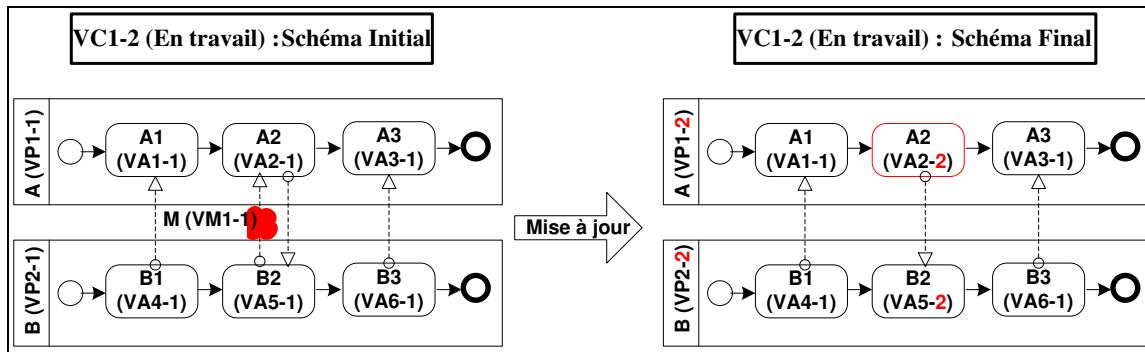 VC1-2 (En travail) : Schéma Initial
A (VP1-1)
A1
(VA1-1)
A2
(VA2-1)
A3
(VA3-1)
M (VM1-1)
B (VP2-1)
B1
(VA4-1)
B2
(VA5-1)
B3
(VA6-1)
Mise à jour
VC1-2 (En travail) : Schéma Final
A (VP1-2)
A1
(VA1-1)
A2
(VA2-2)
A3
(VA3-1)
B (VP2-2)
B1
(VA4-1)
B2
(VA5-2)
B3
(VA6-1)